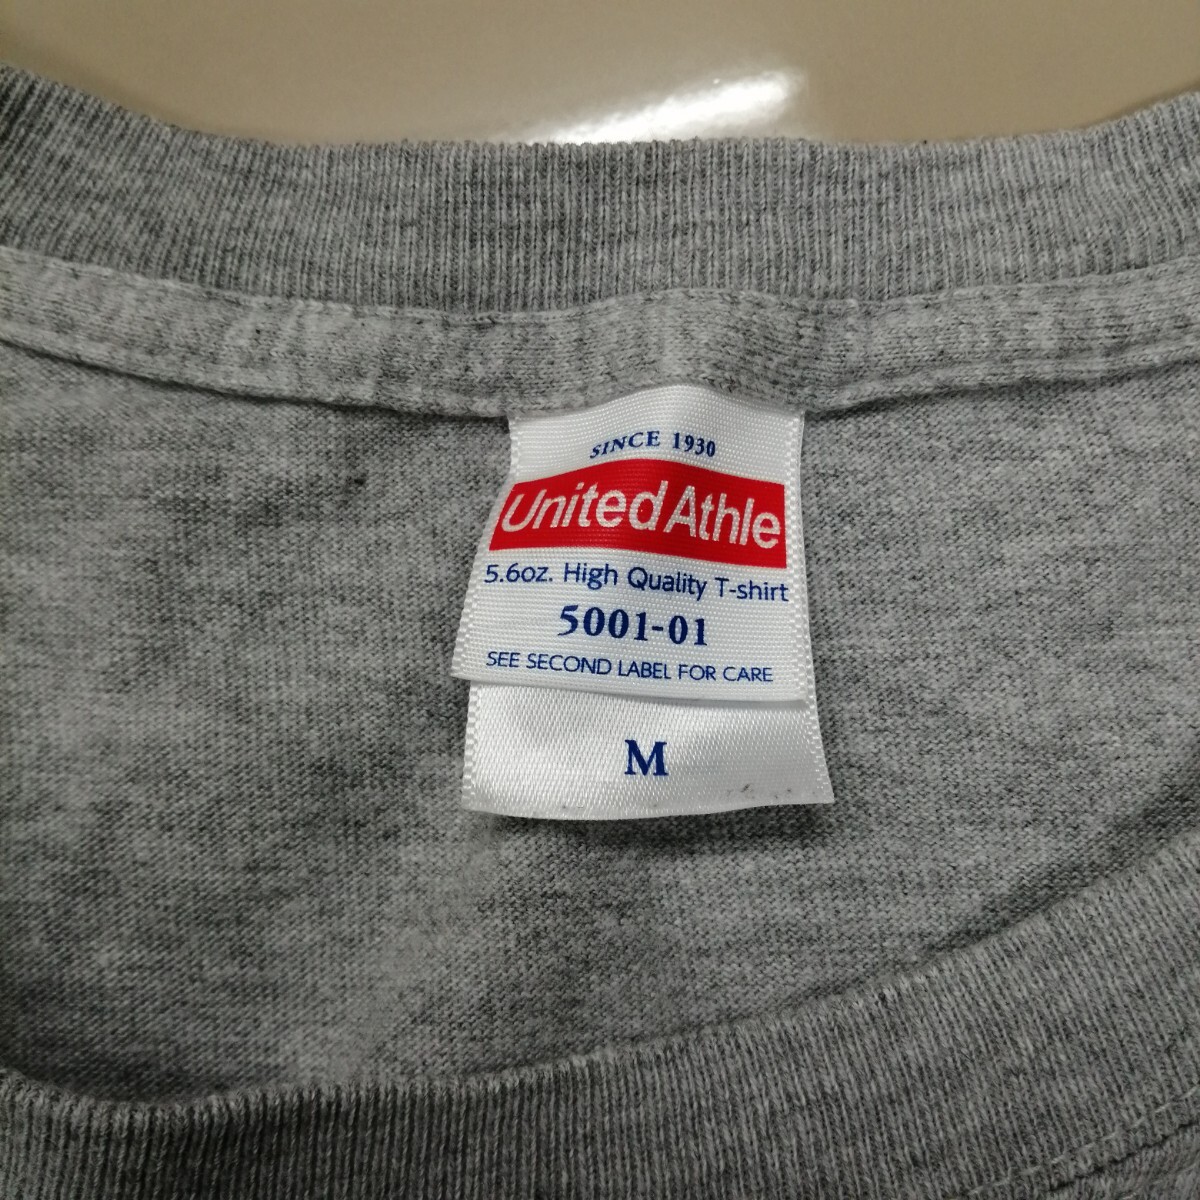 SINCE 1930
UnitedAthle
5.6oz. High Quality T-shirt
5001-01
SEE SECOND LABEL FOR CARE
M